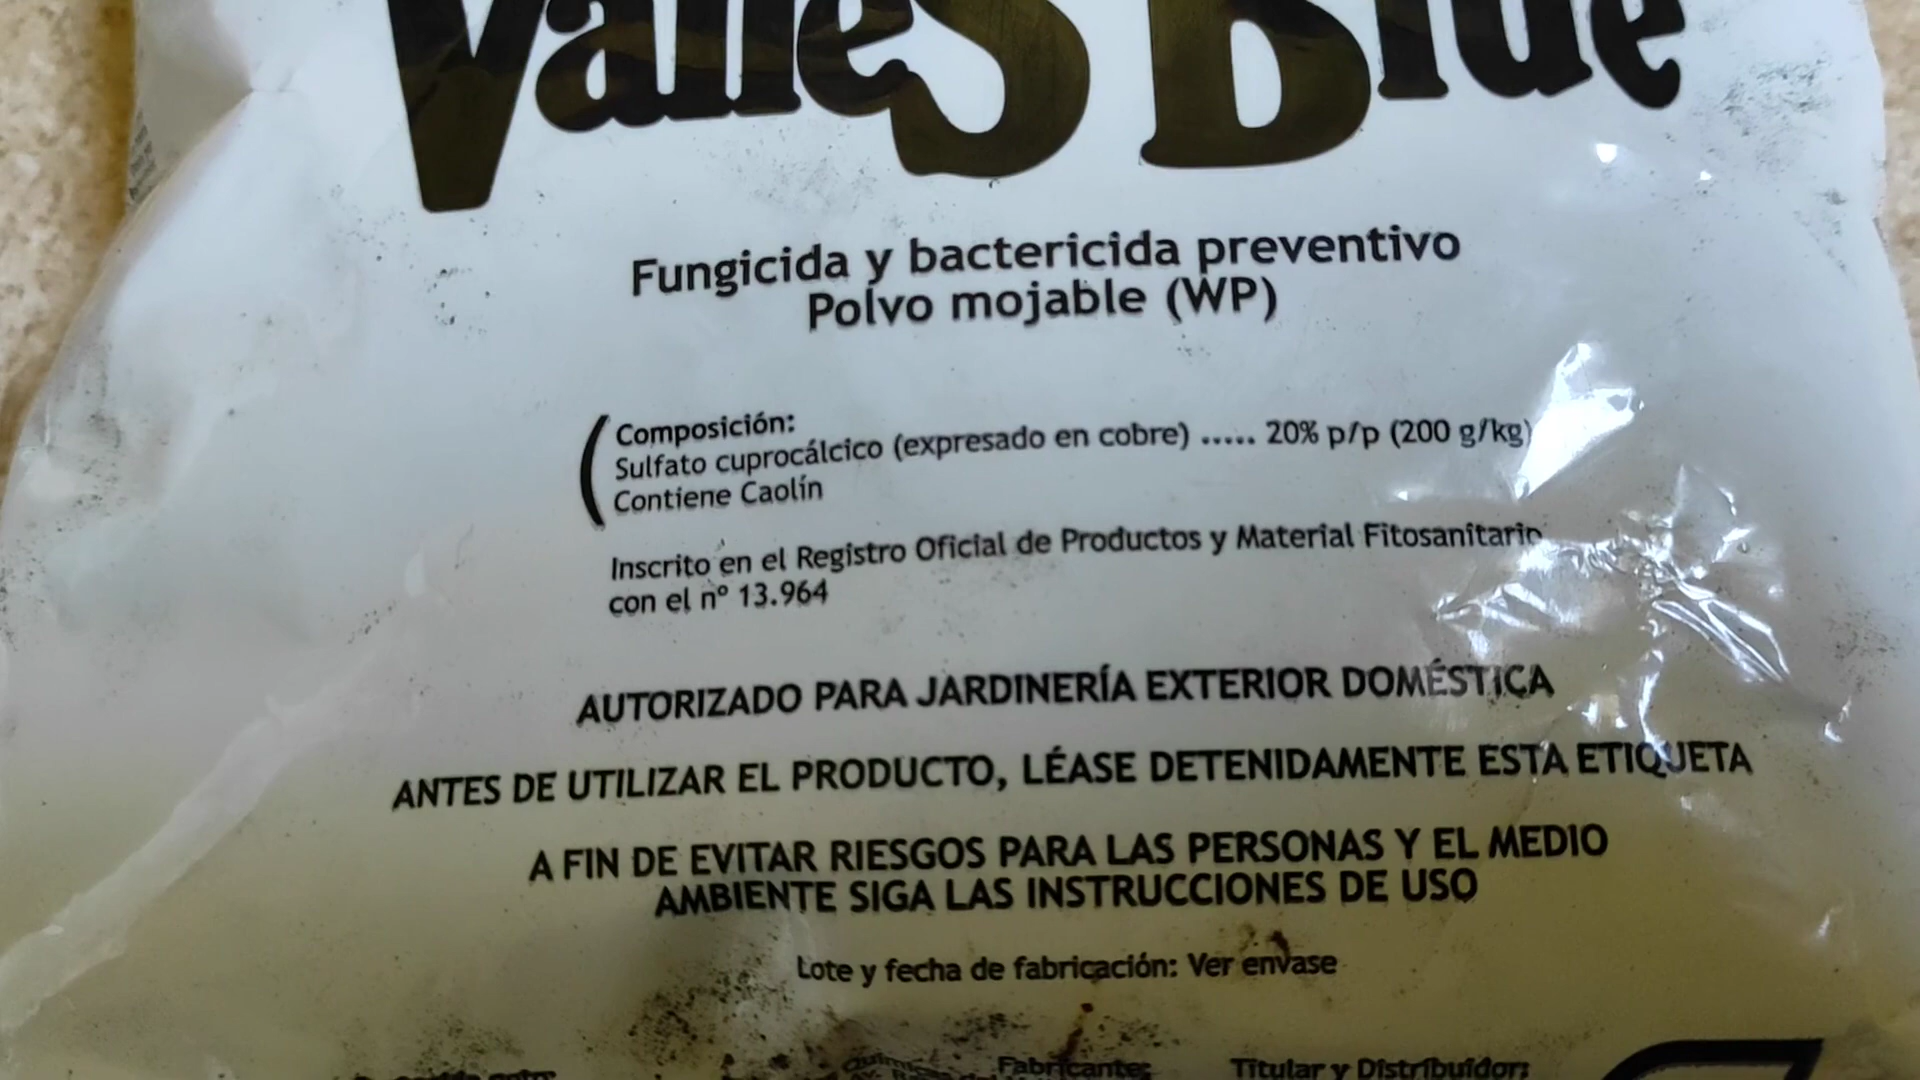 Valles Blue
Fungicida y bactericida preventivo
Polvo mojable (WP)
Composición:
Sulfato cuprocálcico (expresado en cobre) ..... 20% p/p (200 g/kg)
Contiene Caolín
Inscrito en el Registro Oficial de Productos y Material Fitosanitario
con el nº 13.964
AUTORIZADO PARA JARDINERÍA EXTERIOR DOMÉSTICA
ANTES DE UTILIZAR EL PRODUCTO, LÉASE DETENIDAMENTE ESTA ETIQUETA
A FIN DE EVITAR RIESGOS PARA LAS PERSONAS Y EL MEDIO
AMBIENTE SIGA LAS INSTRUCCIONES DE USO
Lote y fecha de fabricación: Ver envase
Fabricante: Titular y Distribuidor: